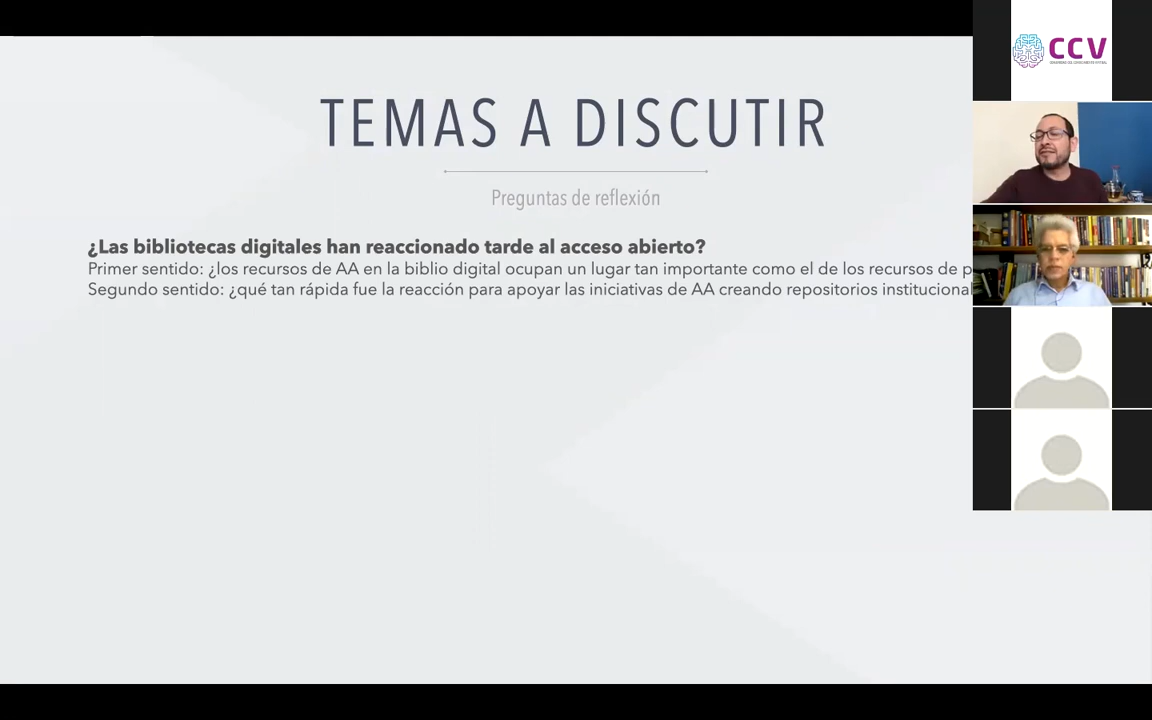 TEMAS A DISCUTIR
Preguntas de reflexión
¿Las bibliotecas digitales han reaccionado tarde al acceso abierto?
Primer sentido: ¿los recursos de AA en la biblio digital ocupan un lugar tan importante como el de los recursos de p
Segundo sentido: ¿qué tan rápida fue la reacción para apoyar las iniciativas de AA creando repositorios institucional
CCV